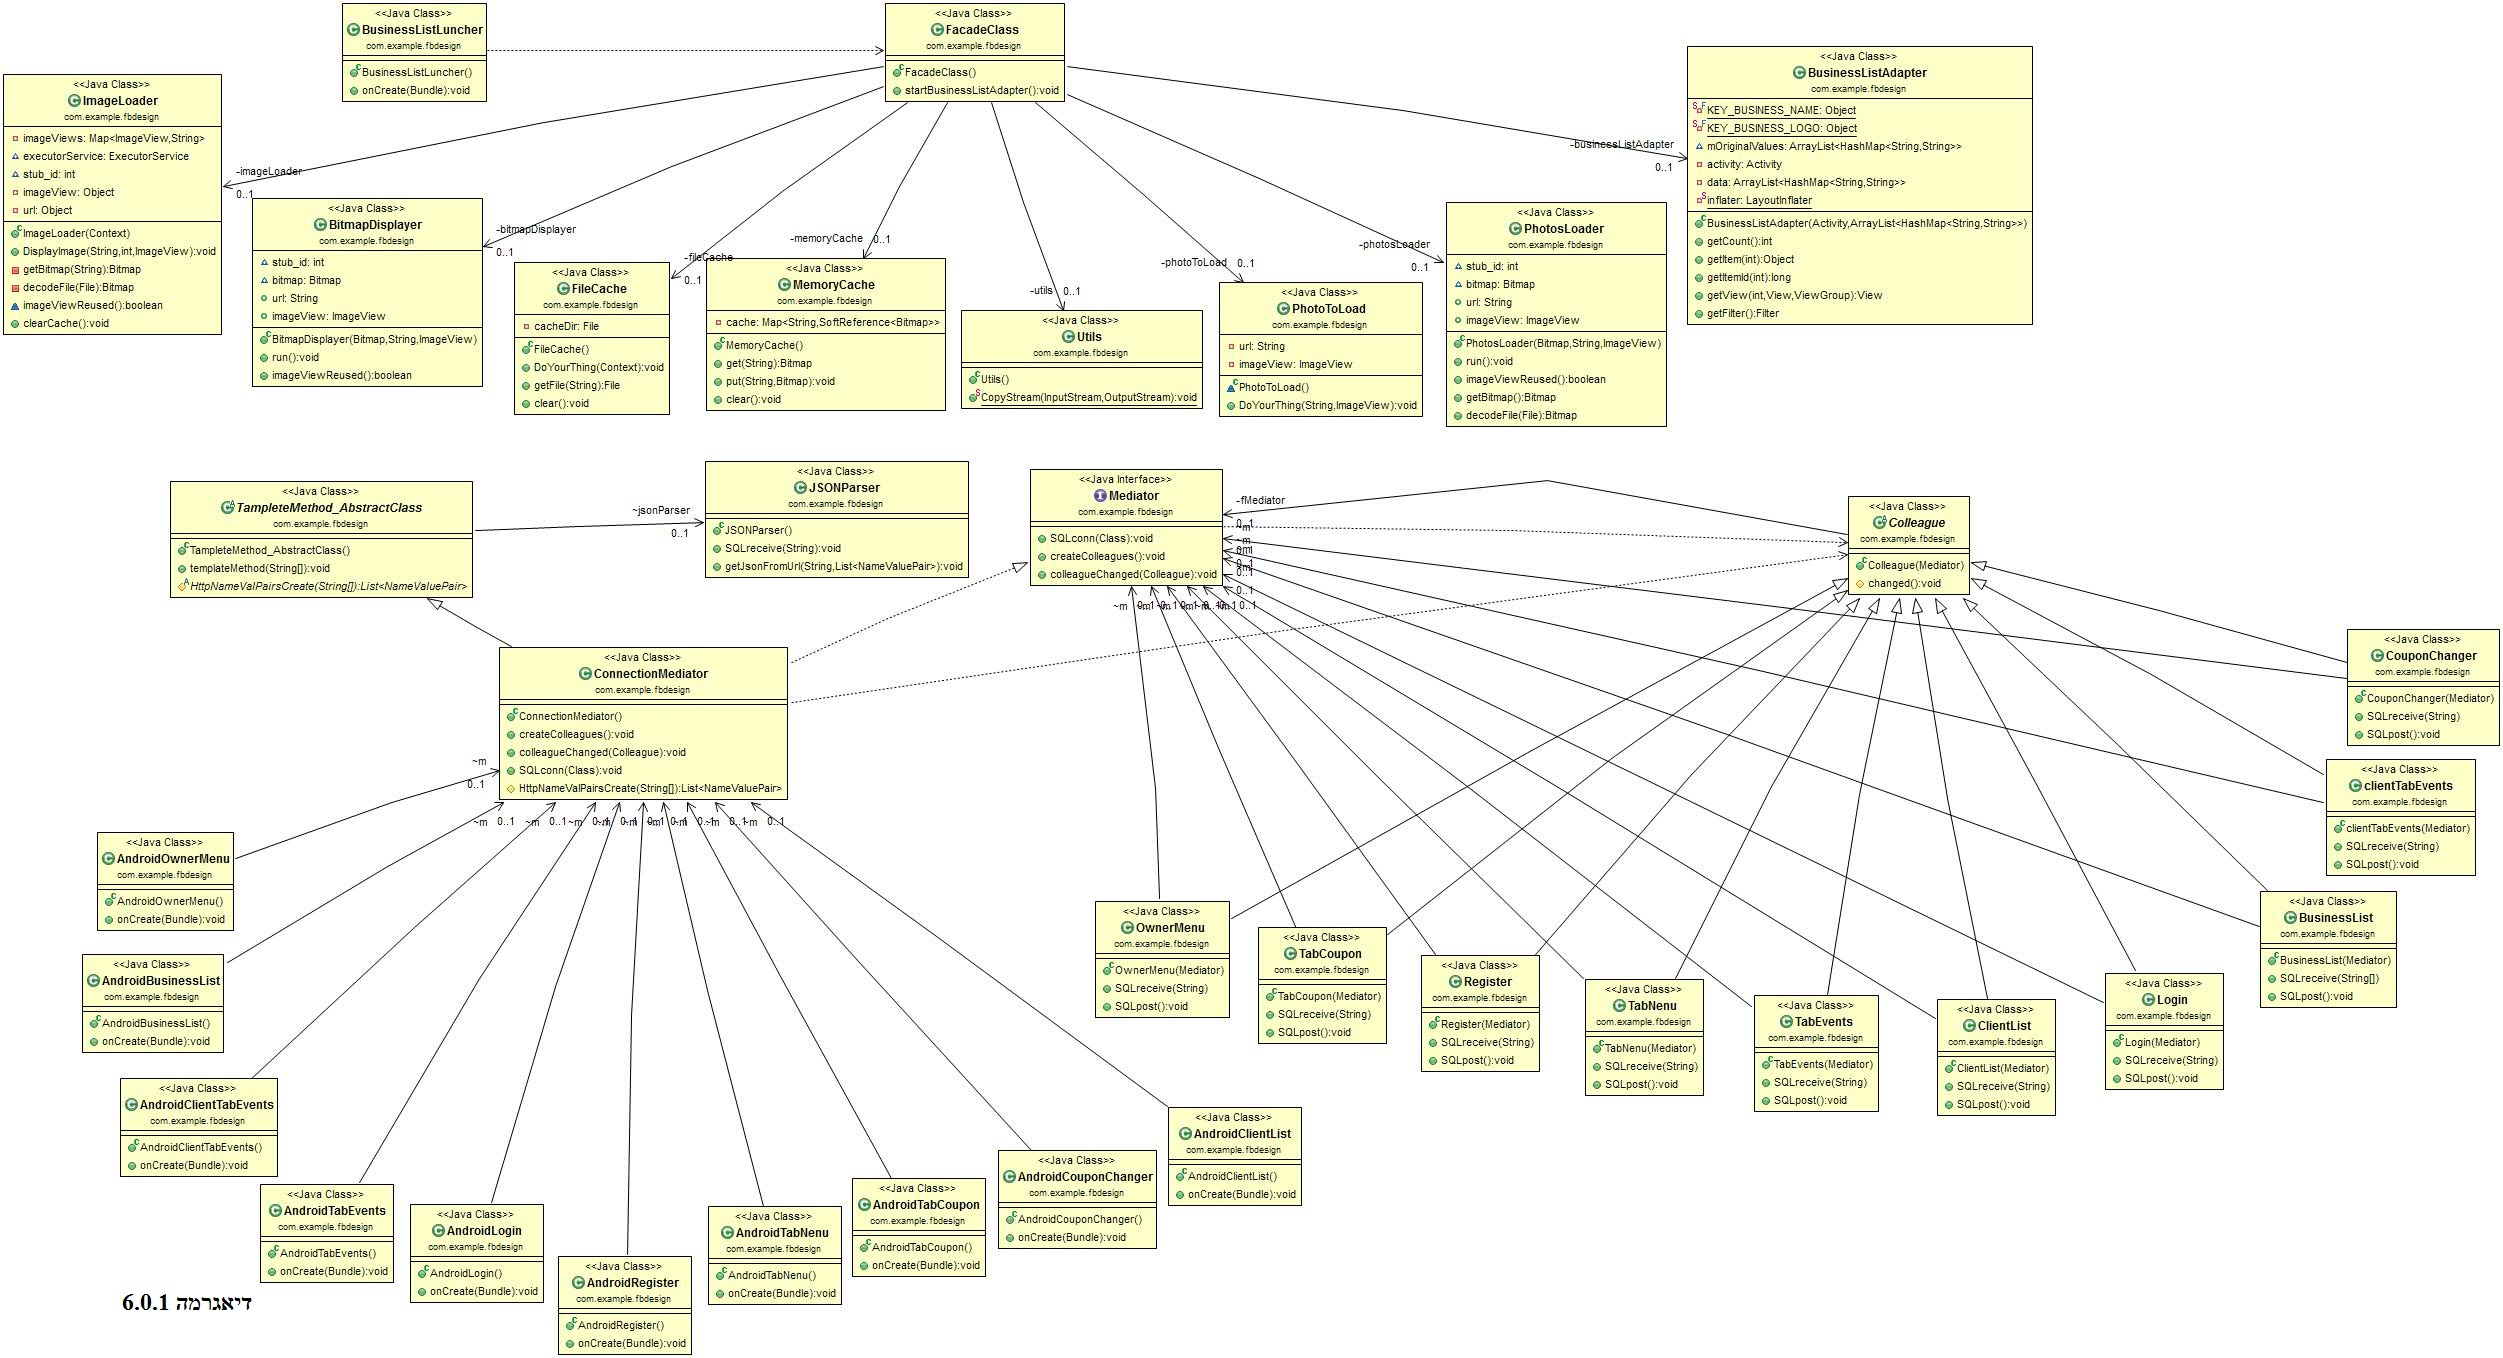 <<Java Class>>
BusinessListLuncher
com.example.fbdesign
BusinessListLuncher()
onCreate(Bundle):void
<<Java Class>>
FacadeClass
com.example.fbdesign
FacadeClass()
startBusinessListAdapter():void
<<Java Class>>
BusinessListAdapter
com.example.fbdesign
KEY_BUSINESS_NAME: Object
KEY_BUSINESS_LOGO: Object
mOriginalValues: ArrayList<HashMap<String,String>>
activity: Activity
data: ArrayList<HashMap<String,String>>
inflater: LayoutInflater
BusinessListAdapter(Activity,ArrayList<HashMap<String,String>>)
getCount():int
getItem(int):Object
getItemId(int):long
getView(int,View,ViewGroup):View
getFilter():Filter
<<Java Class>>
ImageLoader
com.example.fbdesign
imageViews: Map<ImageView,String>
executorService: ExecutorService
stub_id: int
imageView: Object
url: Object
ImageLoader(Context)
DisplayImage(String,int,ImageView):void
getBitmap(String):Bitmap
decodeFile(File):Bitmap
imageViewReused():boolean
clearCache():void
-imageLoader
0..1
-bitmapDisplayer
0..1
-fileCache
0..1
-memoryCache
0..1
-utils
0..1
-photoToLoad
0..1
-photosLoader
0..1
-businessListAdapter
0..1
<<Java Class>>
BitmapDisplayer
com.example.fbdesign
stub_id: int
bitmap: Bitmap
url: String
imageView: ImageView
BitmapDisplayer(Bitmap,String,ImageView)
run():void
imageViewReused():boolean
<<Java Class>>
FileCache
com.example.fbdesign
cacheDir: File
FileCache()
DoYourThing(Context):void
getFile(String):File
clear():void
<<Java Class>>
MemoryCache
com.example.fbdesign
cache: Map<String,SoftReference<Bitmap>>
MemoryCache()
get(String):Bitmap
put(String,Bitmap):void
clear():void
<<Java Class>>
Utils
com.example.fbdesign
Utils()
CopyStream(InputStream,OutputStream):void
<<Java Class>>
PhotoToLoad
com.example.fbdesign
url: String
imageView: ImageView
PhotoToLoad()
DoYourThing(String,ImageView):void
<<Java Class>>
PhotosLoader
com.example.fbdesign
stub_id: int
bitmap: Bitmap
url: String
imageView: ImageView
PhotosLoader(Bitmap,String,ImageView)
run():void
imageViewReused():boolean
getBitmap():Bitmap
decodeFile(File):Bitmap
<<Java Class>>
TampleteMethod_AbstractClass
com.example.fbdesign
TampleteMethod_AbstractClass()
templateMethod(String[]):void
HttpNameValPairsCreate(String[]):List<NameValuePair>
~jsonParser
0..1
<<Java Class>>
JSONParser
com.example.fbdesign
JSONParser()
SQLreceive(String):void
getJsonFromUrl(String,List<NameValuePair>):void
<<Java Interface>>
Mediator
com.example.fbdesign
SQLconn(Class):void
createColleagues():void
colleagueChanged(Colleague):void
-fMediator
0..1
~m
~m
0..1
0..1
0..1
~m
0..1
<<Java Class>>
Colleague
com.example.fbdesign
Colleague(Mediator)
changed():void
<<Java Class>>
ConnectionMediator
com.example.fbdesign
ConnectionMediator()
createColleagues():void
colleagueChanged(Colleague):void
SQLconn(Class):void
HttpNameValPairsCreate(String[]):List<NameValuePair>
~m
0..1
~m 0..1 ~m 0..1 ~m
0..1
<<Java Class>>
CouponChanger
com.example.fbdesign
CouponChanger(Mediator)
SQLreceive(String)
SQLpost():void
<<Java Class>>
clientTabEvents
com.example.fbdesign
clientTabEvents(Mediator)
SQLreceive(String)
SQLpost():void
<<Java Class>>
BusinessList
com.example.fbdesign
BusinessList(Mediator)
SQLreceive(String[])
SQLpost():void
<<Java Class>>
Login
com.example.fbdesign
Login(Mediator)
SQLreceive(String)
SQLpost():void
<<Java Class>>
ClientList
com.example.fbdesign
ClientList(Mediator)
SQLreceive(String)
SQLpost():void
<<Java Class>>
TabEvents
com.example.fbdesign
TabEvents(Mediator)
SQLreceive(String)
SQLpost():void
<<Java Class>>
TabNenu
com.example.fbdesign
TabNenu(Mediator)
SQLreceive(String)
SQLpost():void
<<Java Class>>
Register
com.example.fbdesign
Register(Mediator)
SQLreceive(String)
SQLpost():void
<<Java Class>>
TabCoupon
com.example.fbdesign
TabCoupon(Mediator)
SQLreceive(String)
SQLpost():void
<<Java Class>>
OwnerMenu
com.example.fbdesign
OwnerMenu(Mediator)
SQLreceive(String)
SQLpost():void
<<Java Class>>
AndroidOwnerMenu
com.example.fbdesign
AndroidOwnerMenu()
onCreate(Bundle):void
<<Java Class>>
AndroidBusinessList
com.example.fbdesign
AndroidBusinessList()
onCreate(Bundle):void
<<Java Class>>
AndroidClientTabEvents
com.example.fbdesign
AndroidClientTabEvents()
onCreate(Bundle):void
<<Java Class>>
AndroidTabEvents
com.example.fbdesign
AndroidTabEvents()
onCreate(Bundle):void
<<Java Class>>
AndroidLogin
com.example.fbdesign
AndroidLogin()
onCreate(Bundle):void
<<Java Class>>
AndroidRegister
com.example.fbdesign
AndroidRegister()
onCreate(Bundle):void
<<Java Class>>
AndroidTabNenu
com.example.fbdesign
AndroidTabNenu()
onCreate(Bundle):void
<<Java Class>>
AndroidTabCoupon
com.example.fbdesign
AndroidTabCoupon()
onCreate(Bundle):void
<<Java Class>>
AndroidCouponChanger
com.example.fbdesign
AndroidCouponChanger()
onCreate(Bundle):void
<<Java Class>>
AndroidClientList
com.example.fbdesign
AndroidClientList()
onCreate(Bundle):void
דיאגרמה 6.0.1